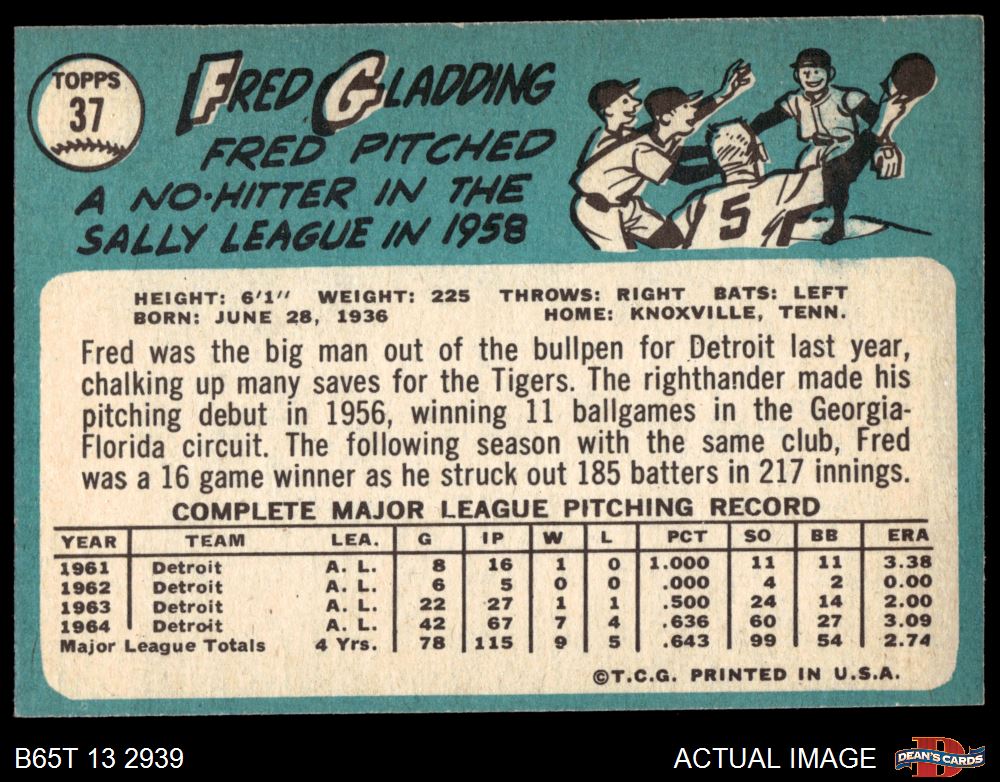 TOPPS
37
FRED GLADDING
FRED PITCHED
A NO-HITTER IN THE
SALLY LEAGUE IN 1958
5
HEIGHT: 6'1" WEIGHT: 225 THROWS: RIGHT BATS: LEFT
BORN: JUNE 28, 1936 HOME: KNOXVILLE, TENN.
Fred was the big man out of the bullpen for Detroit last year,
chalking up many saves for the Tigers. The righthander made his
pitching debut in 1956, winning 11 ballgames in the Georgia-
Florida circuit. The following season with the same club, Fred
was a 16 game winner as he struck out 185 batters in 217 innings.
COMPLETE MAJOR LEAGUE PITCHING RECORD
YEAR TEAM LEA. G IP W L PCT SO BB ERA
1961 Detroit A. L. 8 16 1 0 1.000 11 11 3.38
1962 Detroit A. L. 6 5 0 0 .000 4 2 0.00
1963 Detroit A. L. 22 27 1 1 .500 24 14 2.00
1964 Detroit A. L. 42 67 7 4 .636 60 27 3.09
Major League Totals 4 Yrs. 78 115 9 5 .643 99 54 2.74
©T.C.G. PRINTED IN U.S.A.
B65T 13 2939 ACTUAL IMAGE D DEAN'S CARDS